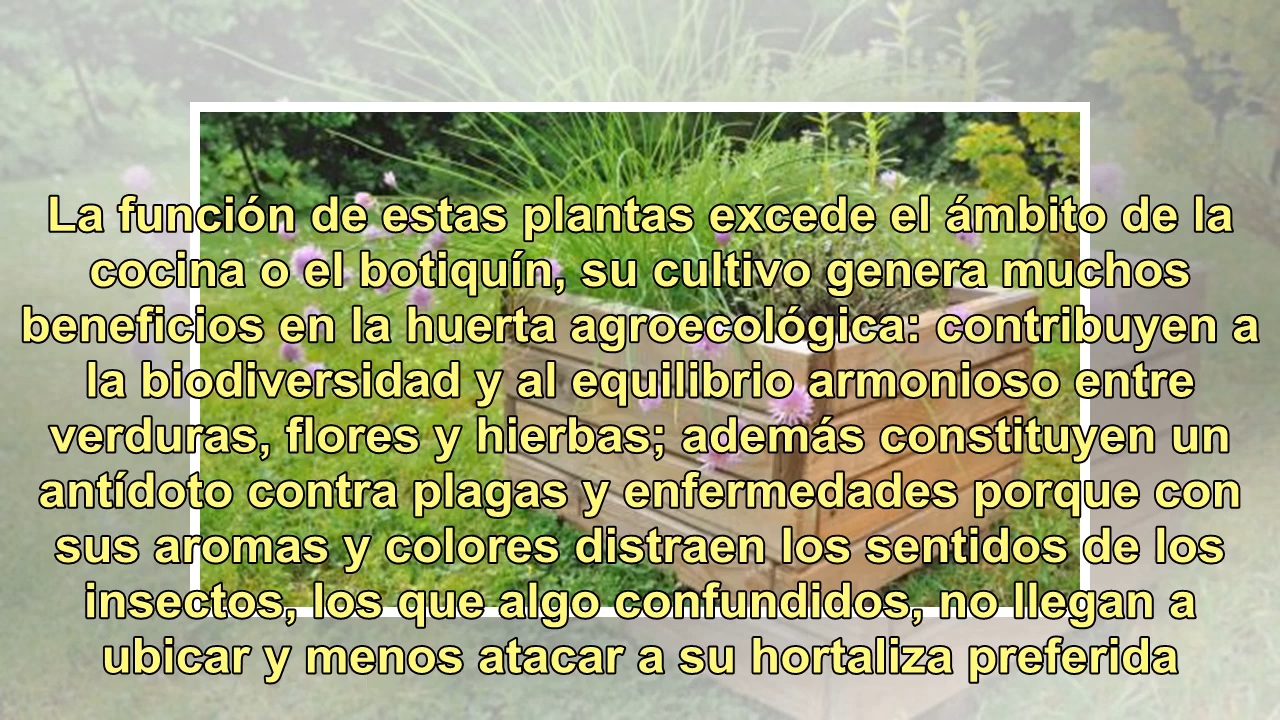 La función de estas plantas excede el ámbito de la
cocina o el botiquín, su cultivo genera muchos
beneficios en la huerta agroecológica: contribuyen a
la biodiversidad y al equilibrio armonioso entre
verduras, flores y hierbas; además constituyen un
antídoto contra plagas y enfermedades porque con
sus aromas y colores distraen los sentidos de los
insectos, los que algo confundidos, no llegan a
ubicar y menos atacar a su hortaliza preferida